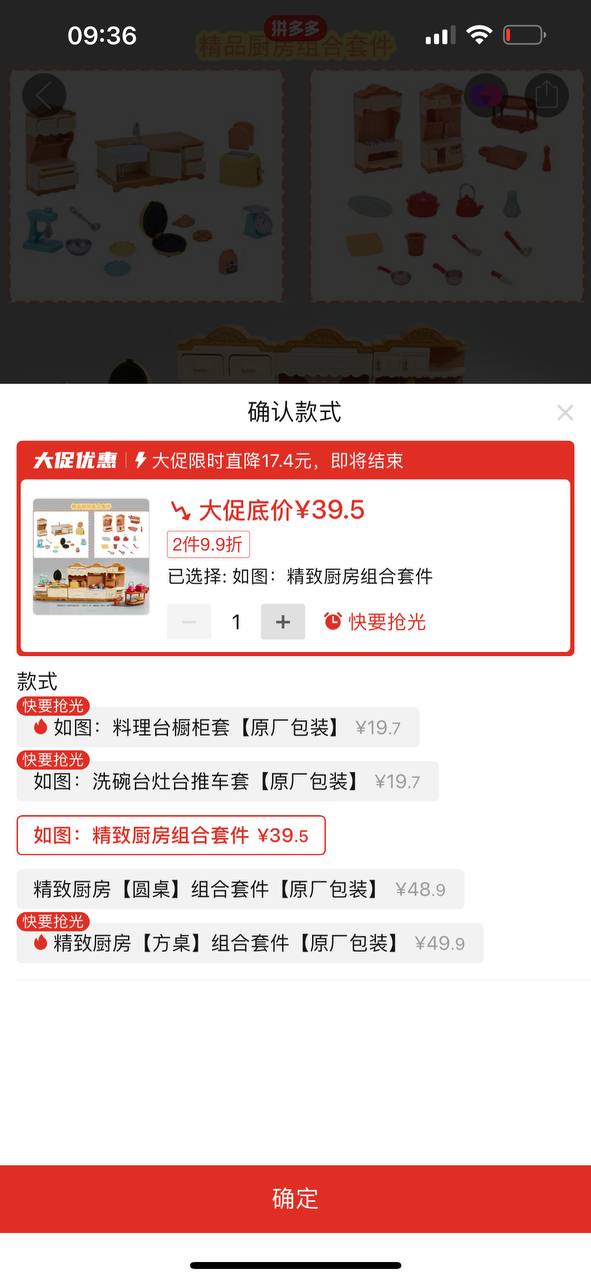 09:36
拼多多
精品厨房组合套件
确认款式
大促优惠 大促限时直降17.4元，即将结束
大促底价¥39.5
2件9.9折
已选择: 如图：精致厨房组合套件
1
快要抢光
款式
快要抢光
如图：料理台橱柜套【原厂包装】 ¥19.7
快要抢光
如图：洗碗台灶台推车套【原厂包装】 ¥19.7
如图：精致厨房组合套件 ¥39.5
精致厨房【圆桌】组合套件【原厂包装】 ¥48.9
快要抢光
精致厨房【方桌】组合套件【原厂包装】 ¥49.9
确定